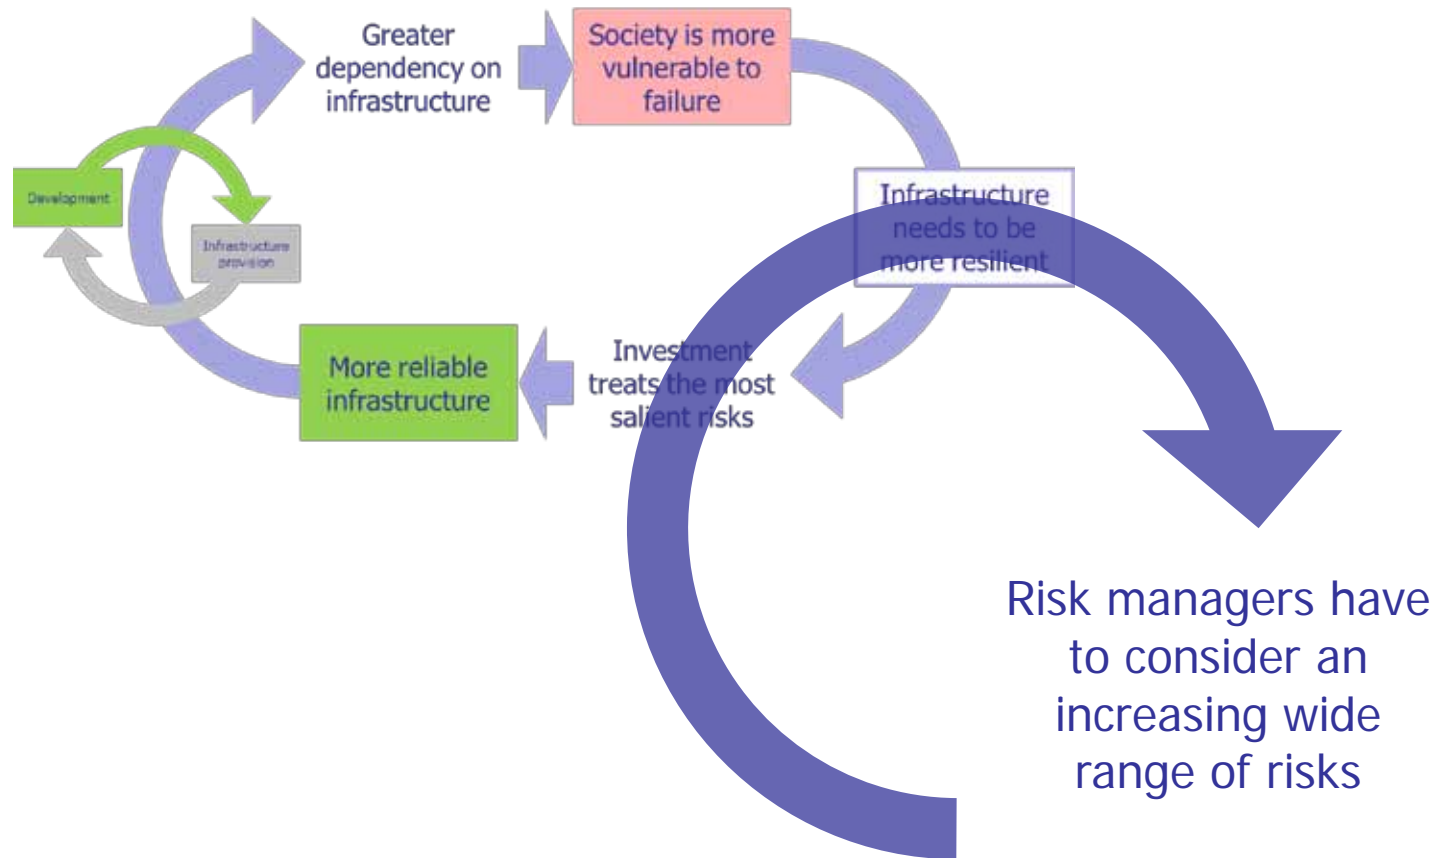 Greater
dependency on
infrastructure
Society is more
vulnerable to
failure
Development
Infrastructure
provision
Infrastructure
needs to be
more resilient
More reliable
infrastructure
Investment
treats the most
salient risks
Risk managers have
to consider an
increasing wide
range of risks